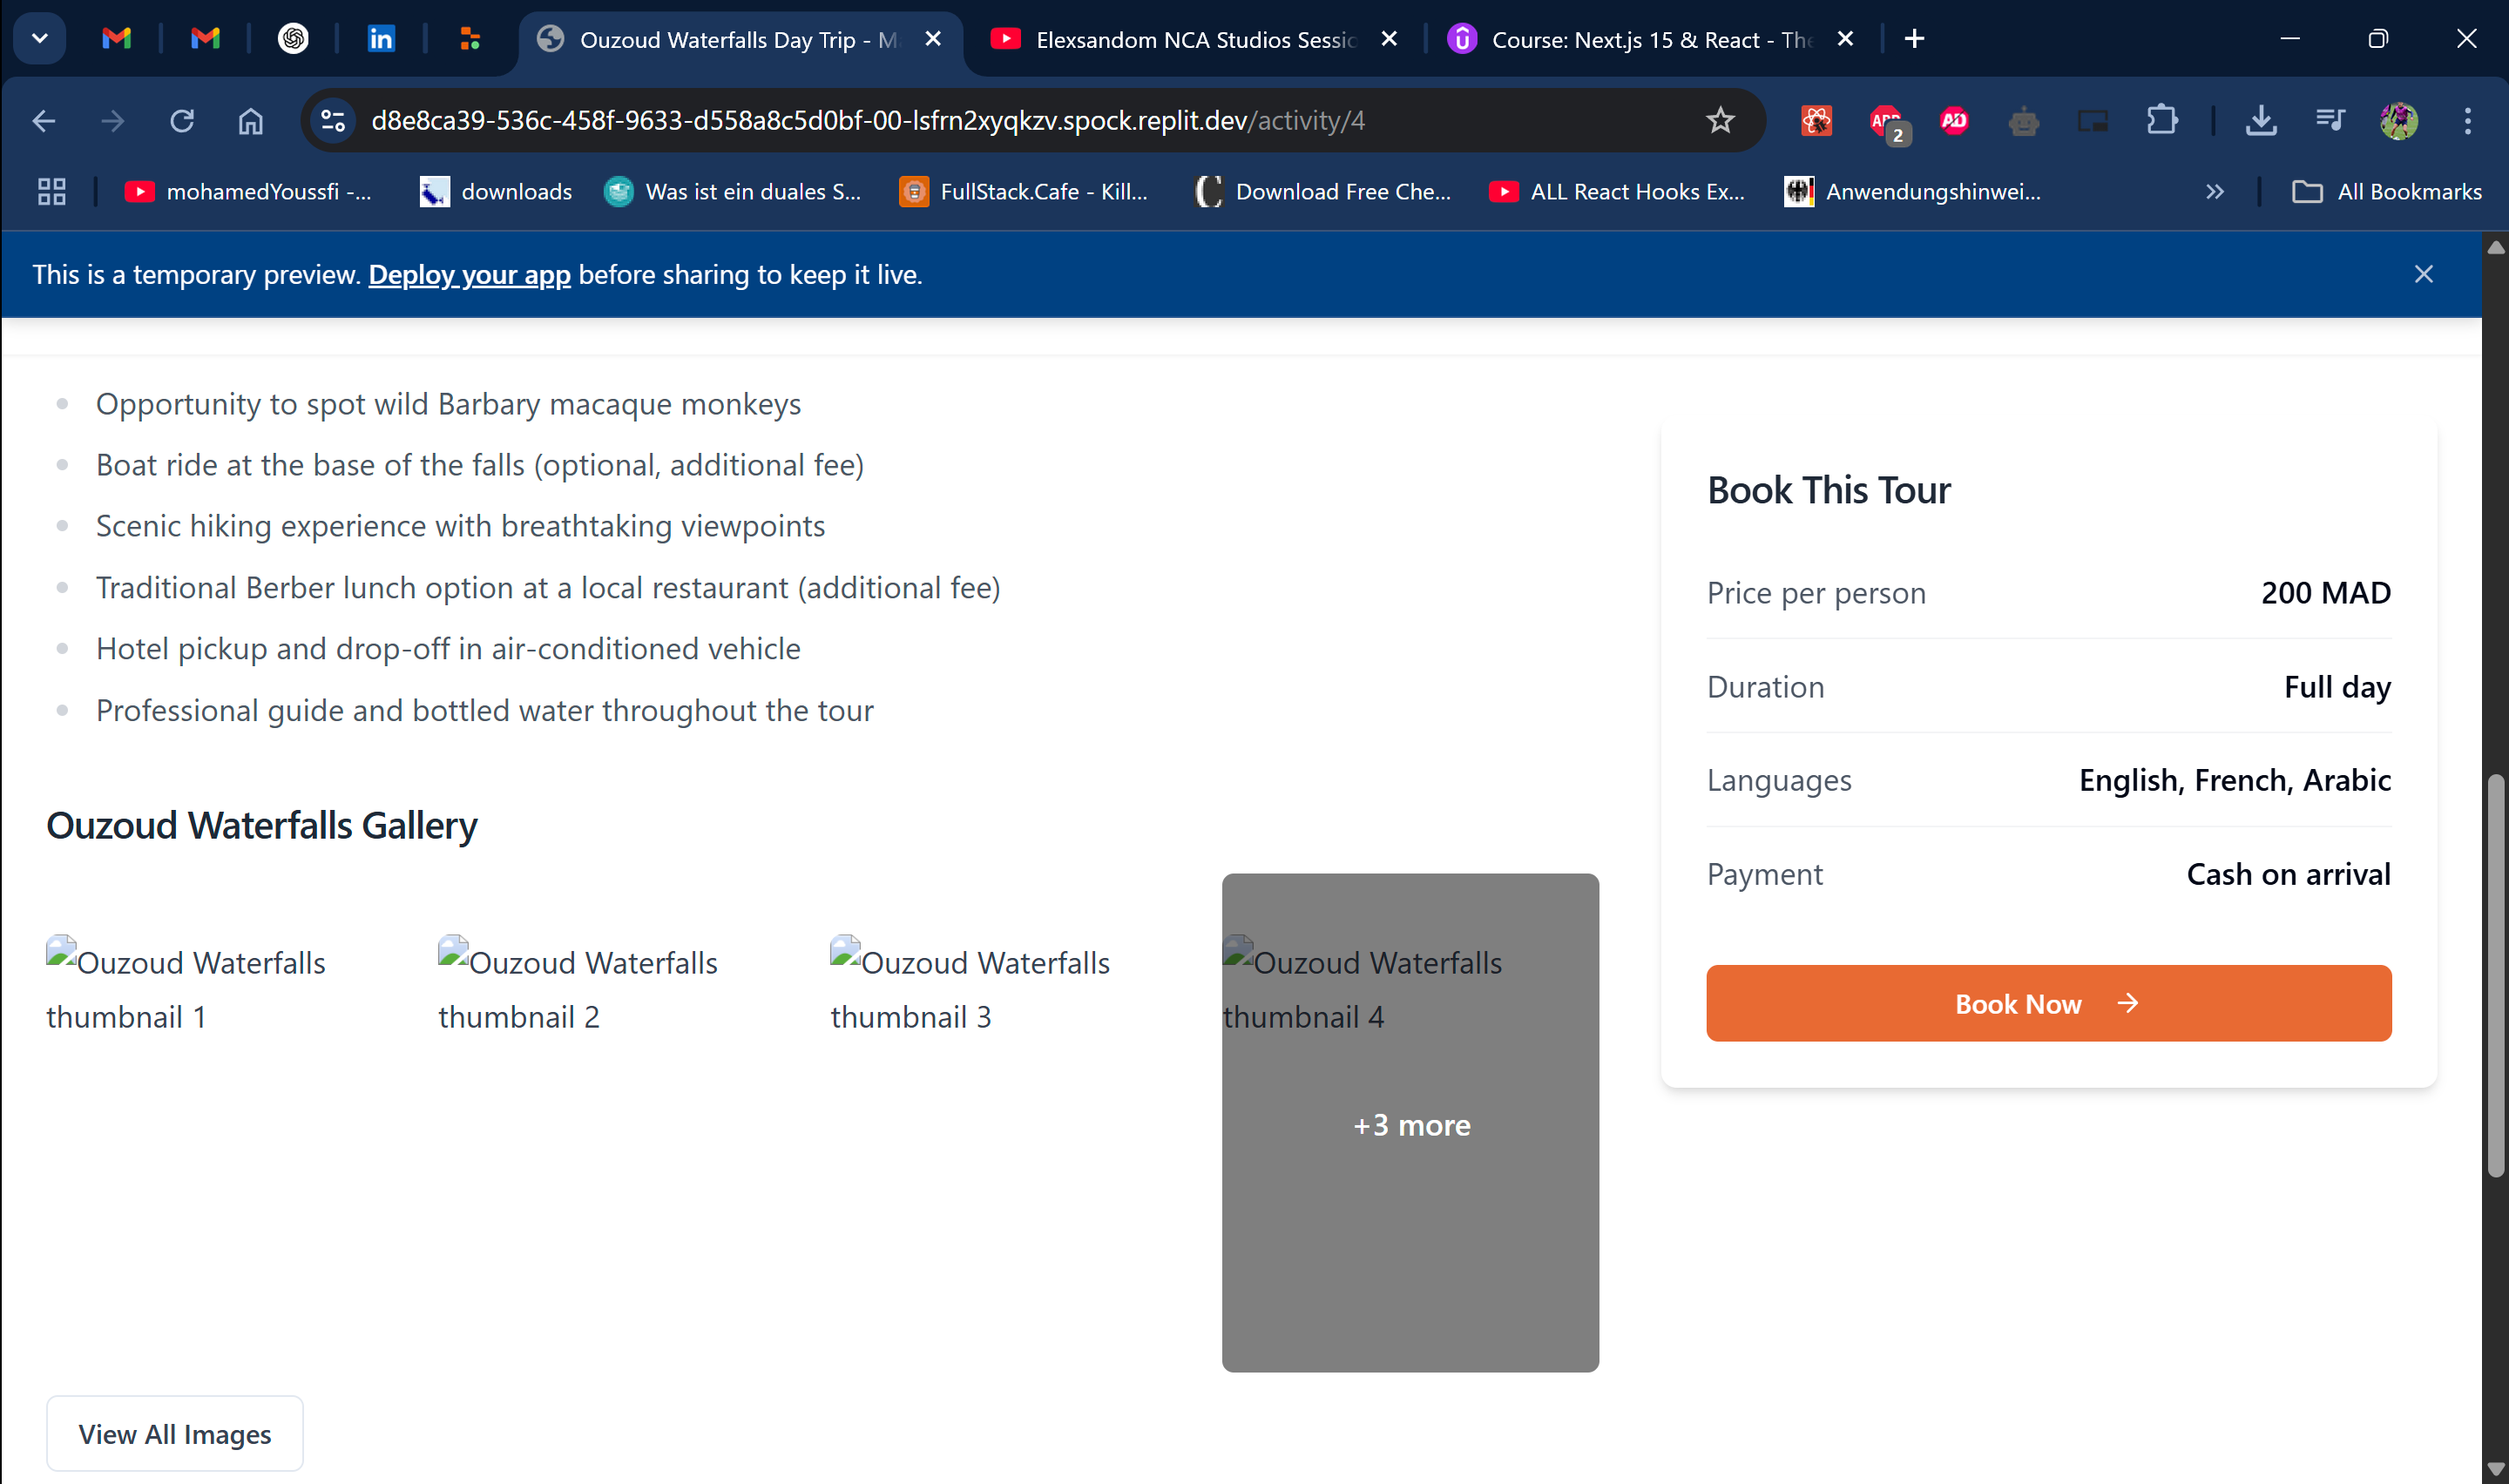 Ouzoud Waterfalls Day Trip - M
Elexsandom NCA Studios Sessic
Course: Next.js 15 & React - The
d8e8ca39-536c-458f-9633-d558a8c5d0bf-00-lsfrn2xyqkzv.spock.replit.dev/activity/4
ABP
2
AD
mohamedYoussfi -...
downloads
Was ist ein duales S...
FullStack.Cafe - Kill...
Download Free Che...
ALL React Hooks Ex...
Anwendungshinwei...
All Bookmarks
This is a temporary preview. Deploy your app before sharing to keep it live.
Opportunity to spot wild Barbary macaque monkeys
Boat ride at the base of the falls (optional, additional fee)
Scenic hiking experience with breathtaking viewpoints
Traditional Berber lunch option at a local restaurant (additional fee)
Hotel pickup and drop-off in air-conditioned vehicle
Professional guide and bottled water throughout the tour
Ouzoud Waterfalls Gallery
Ouzoud Waterfalls
thumbnail 1
Ouzoud Waterfalls
thumbnail 2
Ouzoud Waterfalls
thumbnail 3
Ouzoud Waterfalls
thumbnail 4
+3 more
View All Images
Book This Tour
Price per person 200 MAD
Duration Full day
Languages English, French, Arabic
Payment Cash on arrival
Book Now